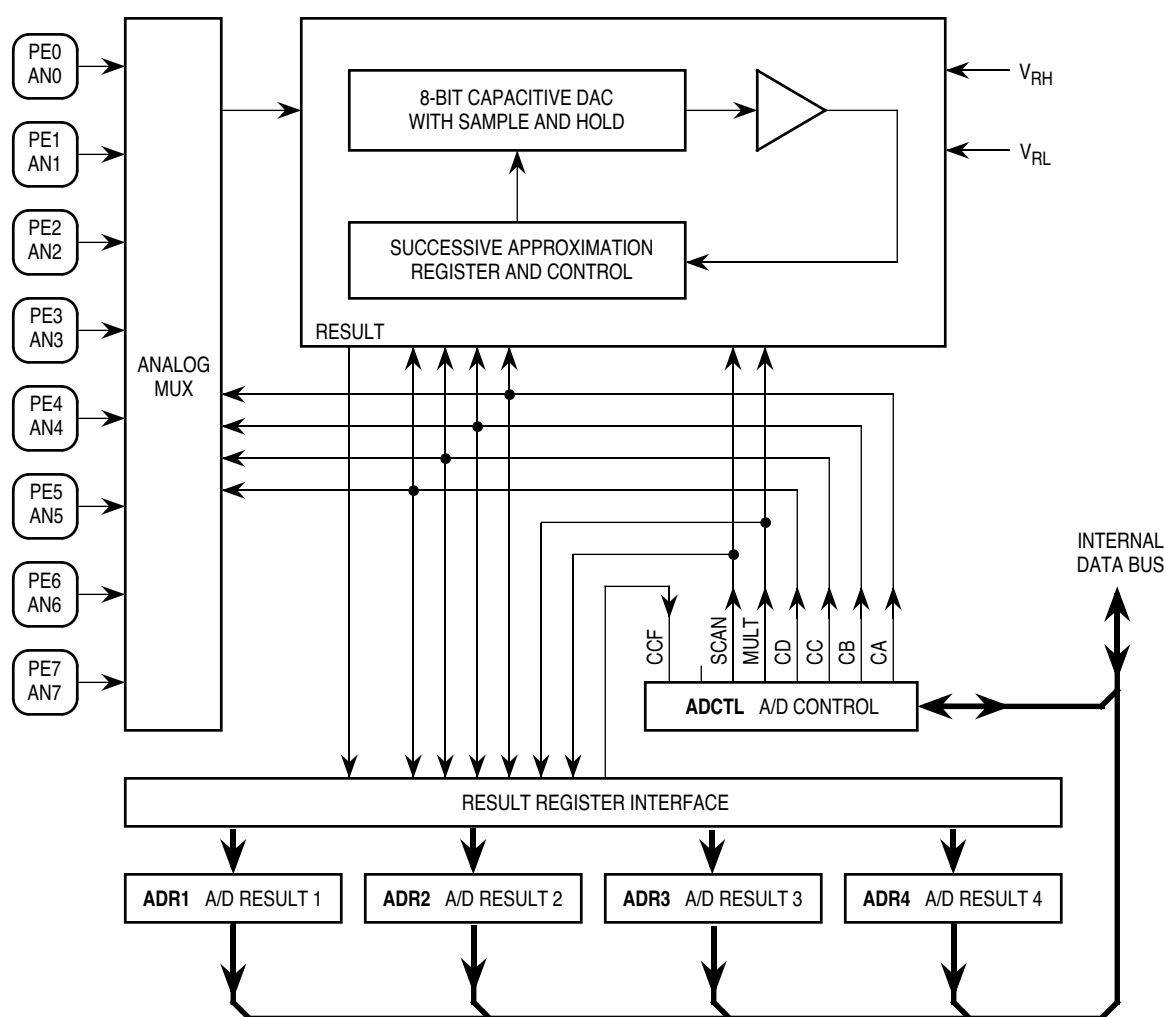 PE0
AN0
PE1
AN1
PE2
AN2
PE3
AN3
PE4
AN4
PE5
AN5
PE6
AN6
PE7
AN7
ANALOG
MUX
8-BIT CAPACITIVE DAC
WITH SAMPLE AND HOLD
SUCCESSIVE APPROXIMATION
REGISTER AND CONTROL
RESULT
VRH
VRL
INTERNAL
DATA BUS
CCF
SCAN
MULT
CD
CC
CB
CA
ADCTL A/D CONTROL
RESULT REGISTER INTERFACE
ADR1 A/D RESULT 1
ADR2 A/D RESULT 2
ADR3 A/D RESULT 3
ADR4 A/D RESULT 4